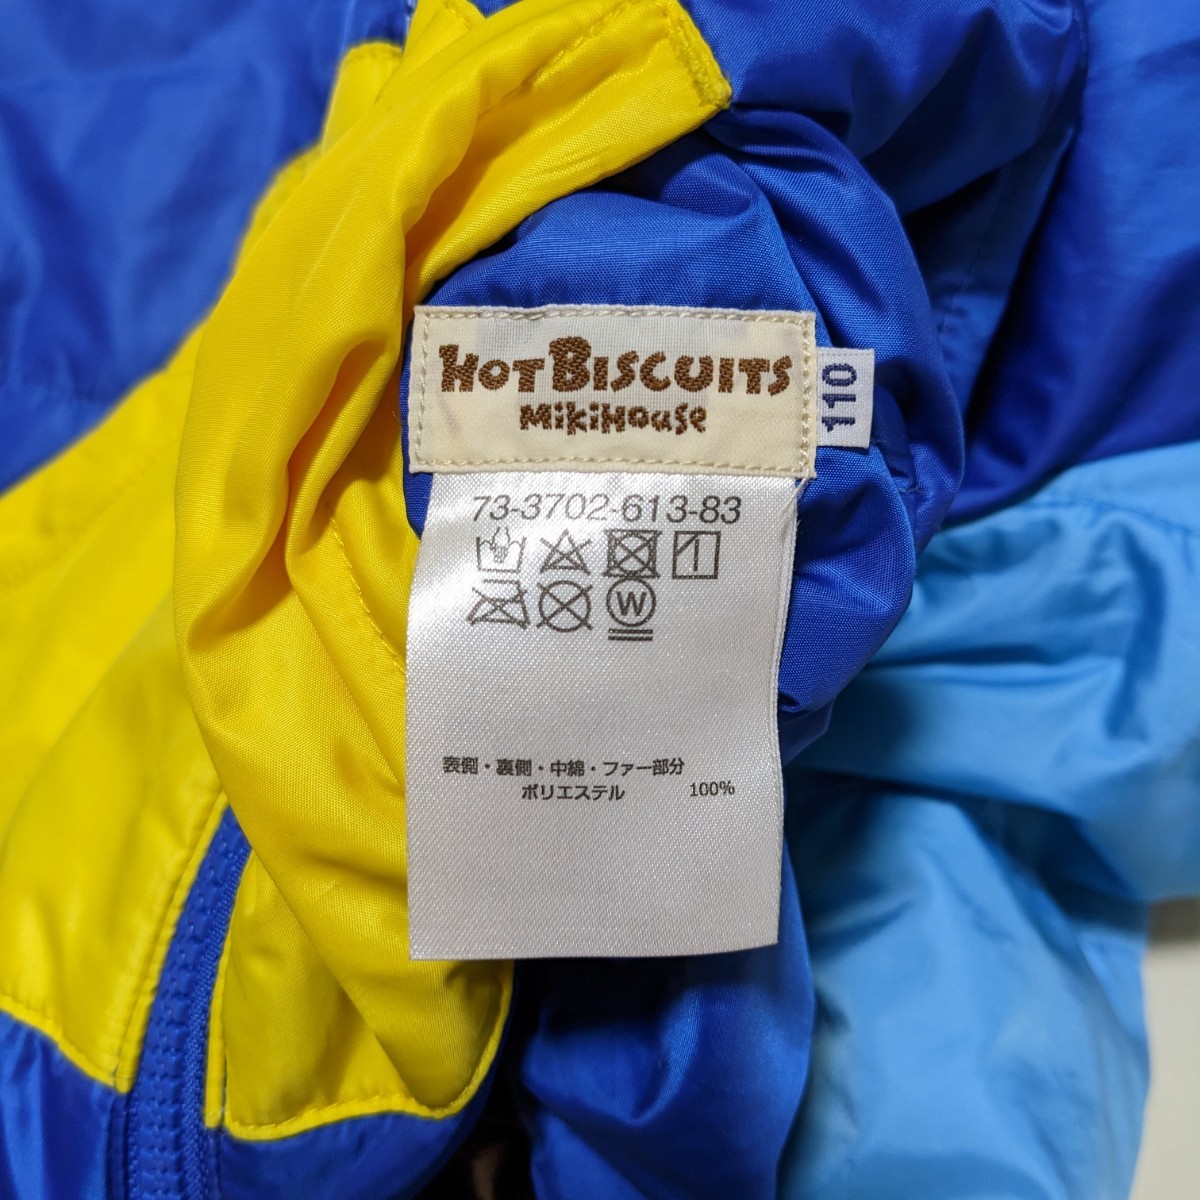 HOT BISCUITS
MiKiHOUSE
110
73-3702-613-83
W
表側・裏側・中綿・ファー部分
ポリエステル 100%